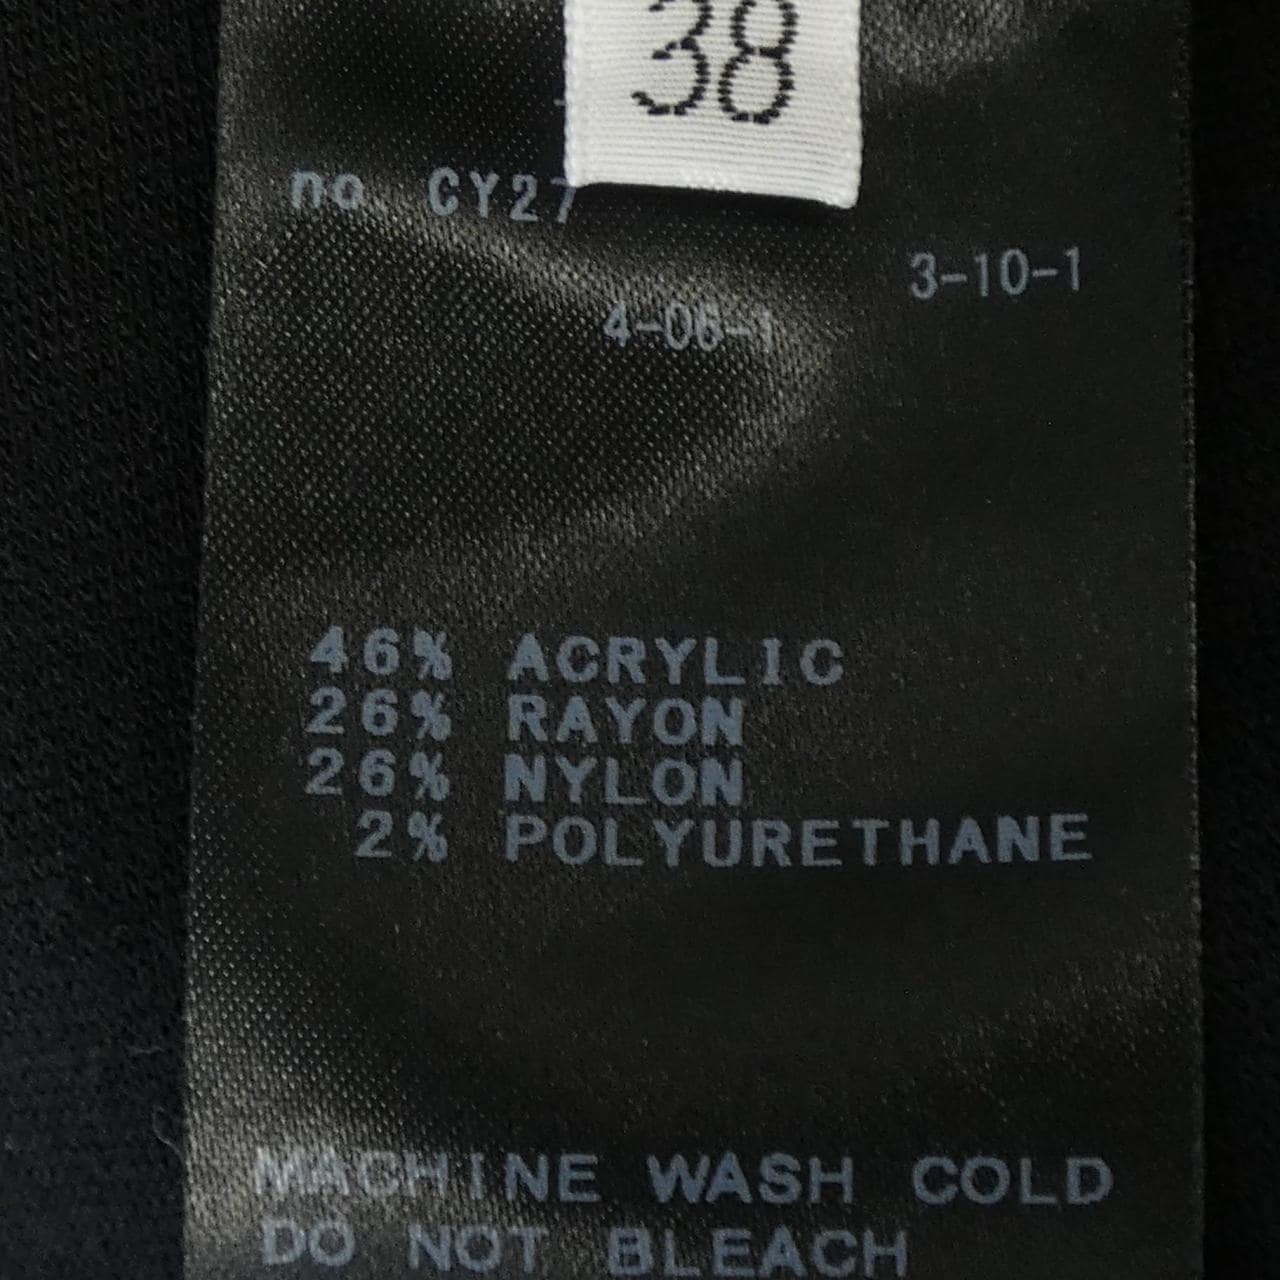 38
no CY27
3-10-1
4-06-1
46% ACRYLIC
26% RAYON
26% NYLON
2% POLYURETHANE
MACHINE WASH COLD
DO NOT BLEACH